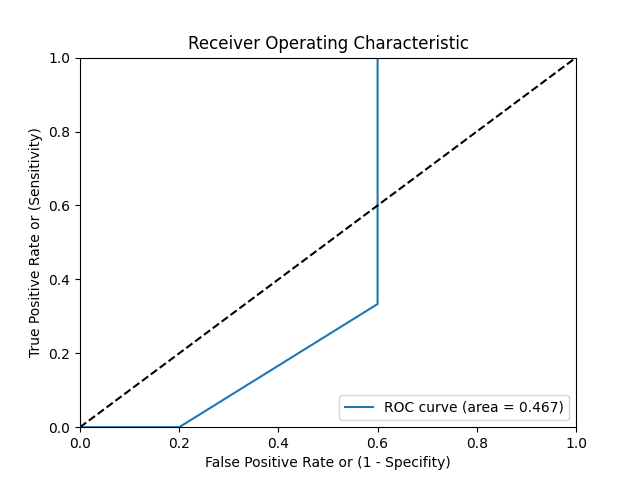 Receiver Operating Characteristic
1.0
0.8
0.6
0.4
0.2
0.0
True Positive Rate or (Sensitivity)
ROC curve (area = 0.467)
0.0 0.2 0.4 0.6 0.8 1.0
False Positive Rate or (1 - Specifity)